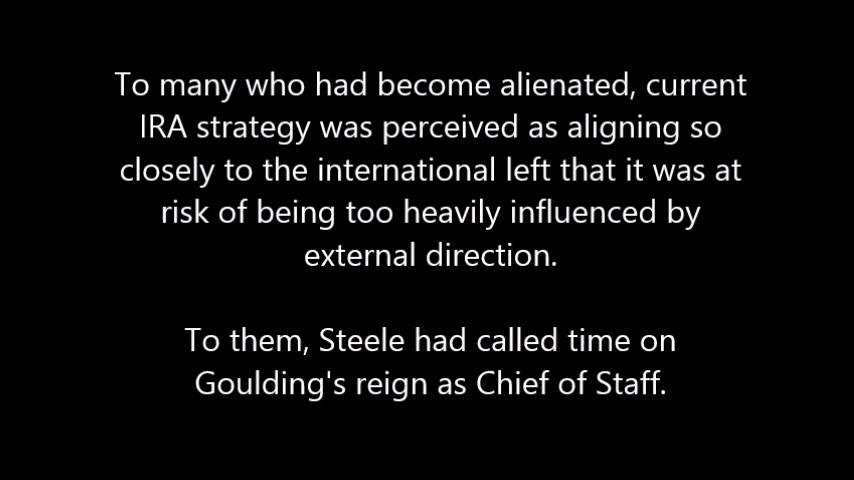 To many who had become alienated, current
IRA strategy was perceived as aligning so
closely to the international left that it was at
risk of being too heavily influenced by
external direction.
To them, Steele had called time on
Goulding's reign as Chief of Staff.